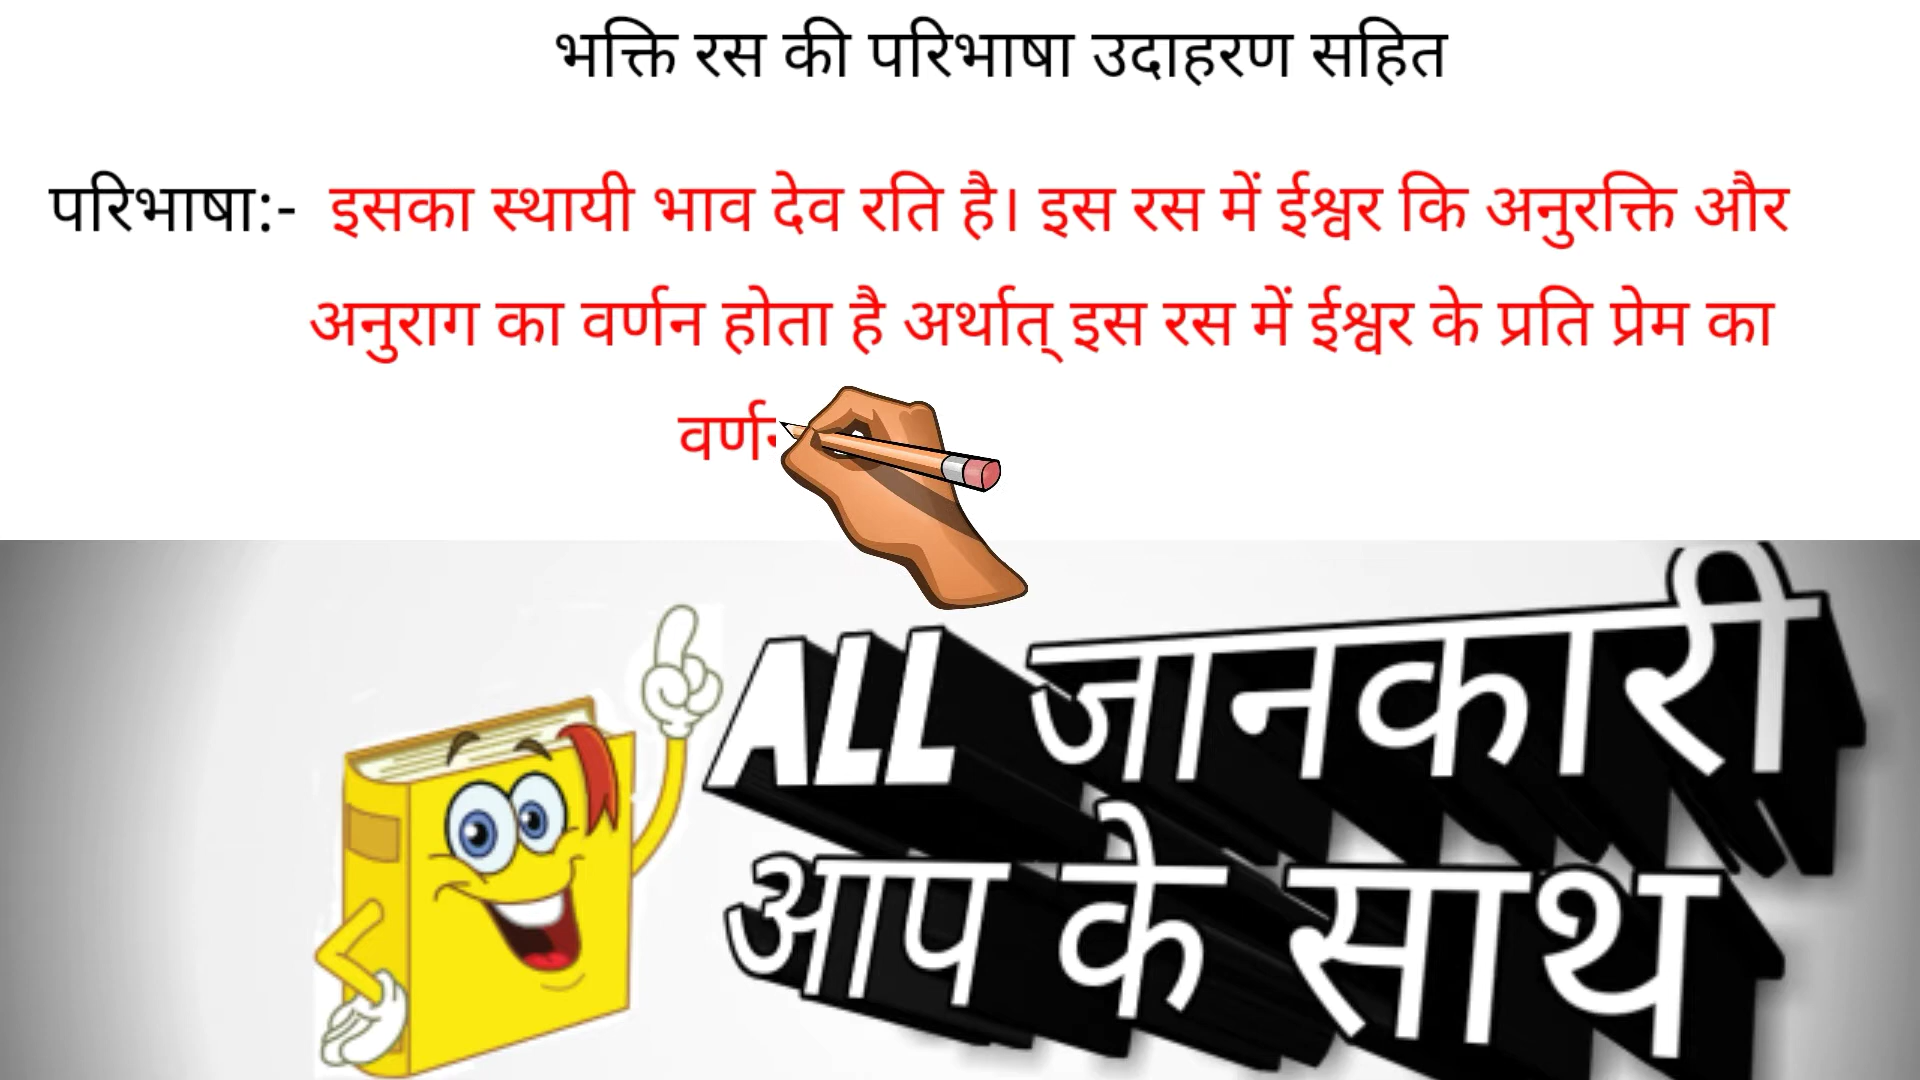 भक्ति रस की परिभाषा उदाहरण सहित
परिभाषा:- इसका स्थायी भाव देव रति है। इस रस में ईश्वर कि अनुरक्ति और
अनुराग का वर्णन होता है अर्थात् इस रस में ईश्वर के प्रति प्रेम का
ALL जानकारी
आप के साथ